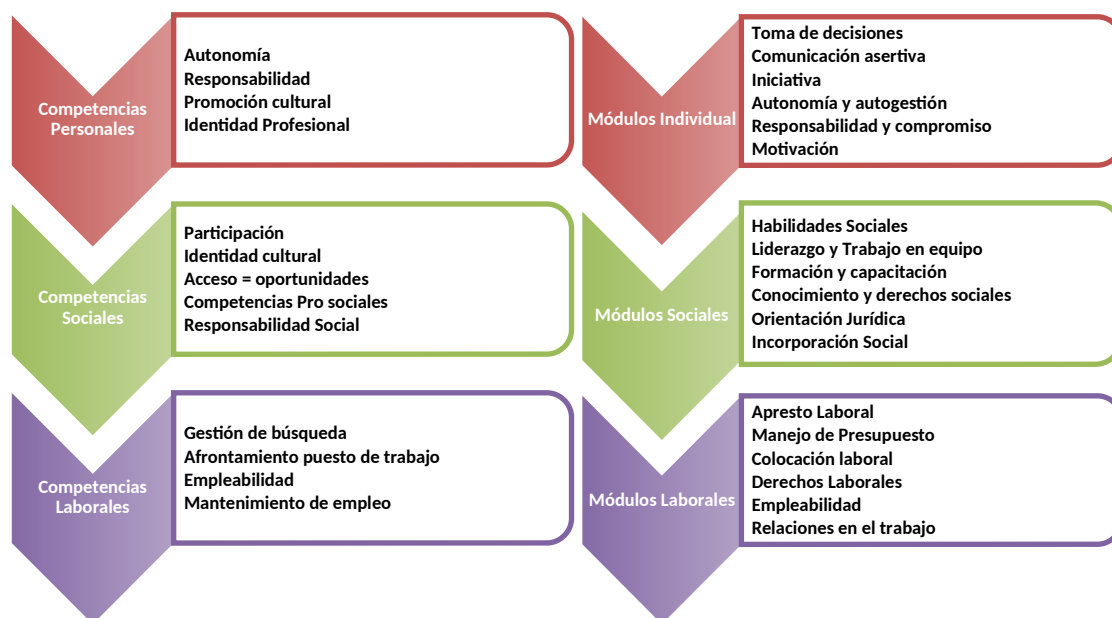 Competencias
Personales
Autonomía
Responsabilidad
Promoción cultural
Identidad Profesional
Competencias
Sociales
Participación
Identidad cultural
Acceso = oportunidades
Competencias Pro sociales
Responsabilidad Social
Competencias
Laborales
Gestión de búsqueda
Afrontamiento puesto de trabajo
Empleabilidad
Mantenimiento de empleo
Módulos Individual
Toma de decisiones
Comunicación asertiva
Iniciativa
Autonomía y autogestión
Responsabilidad y compromiso
Motivación
Módulos Sociales
Habilidades Sociales
Liderazgo y Trabajo en equipo
Formación y capacitación
Conocimiento y derechos sociales
Orientación Jurídica
Incorporación Social
Módulos Laborales
Apresto Laboral
Manejo de Presupuesto
Colocación laboral
Derechos Laborales
Empleabilidad
Relaciones en el trabajo